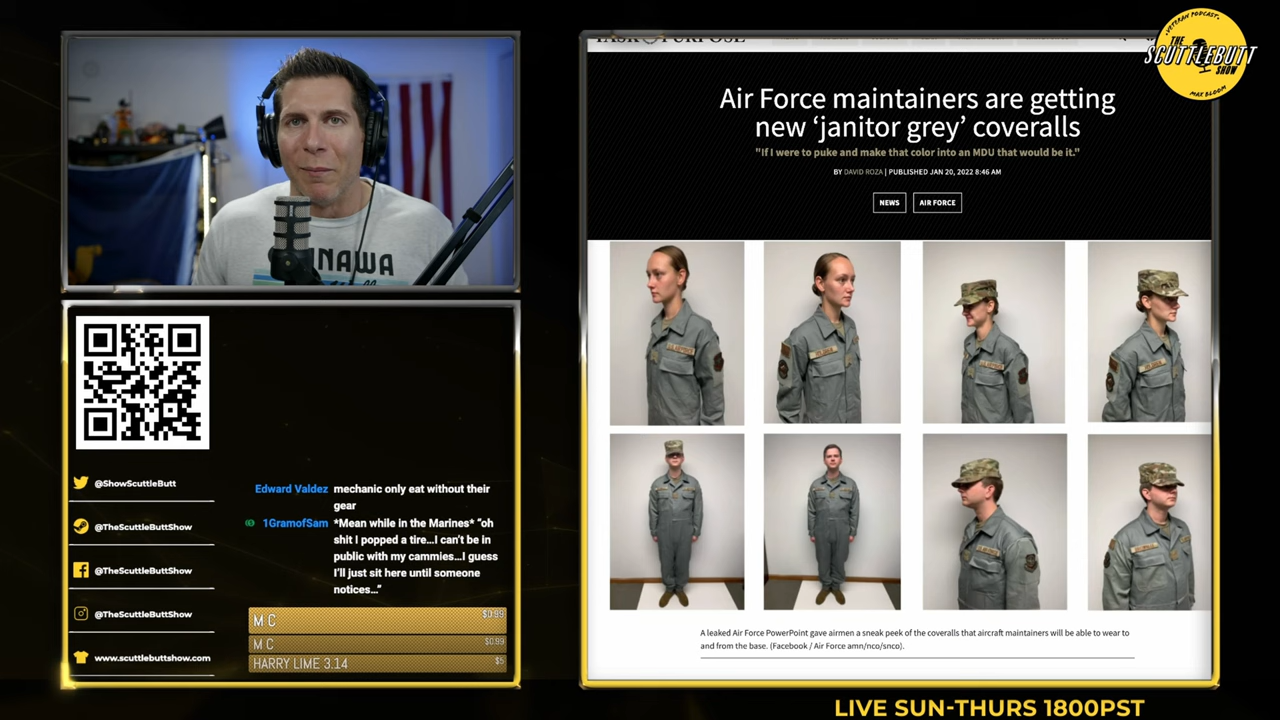 TASK & PURPOSE
VETERAN PODCAST
THE
SCUTTLEBUTT
SHOW
MAX BLOOM
Air Force maintainers are getting
new ‘janitor grey’ coveralls
"If I were to puke and make that color into an MDU that would be it."
BY DAVID ROZA | PUBLISHED JAN 20, 2022 8:46 AM
NEWS
AIR FORCE
A leaked Air Force PowerPoint gave airmen a sneak peek of the coveralls that aircraft maintainers will be able to wear to
and from the base. (Facebook / Air Force amn/nco/snco).
NAWA
@ShowScuttleButt
@TheScuttleButtShow
@TheScuttleButtShow
@TheScuttleButtShow
www.scuttlebuttshow.com
Edward Valdez mechanic only eat without their
gear
1GramofSam *Mean while in the Marines* “oh
shit I popped a tire...I can’t be in
public with my cammies...I guess
I’ll just sit here until someone
notices...”
M C $0.99
M C $0.99
HARRY LIME 3.14 $5
LIVE SUN-THURS 1800PST